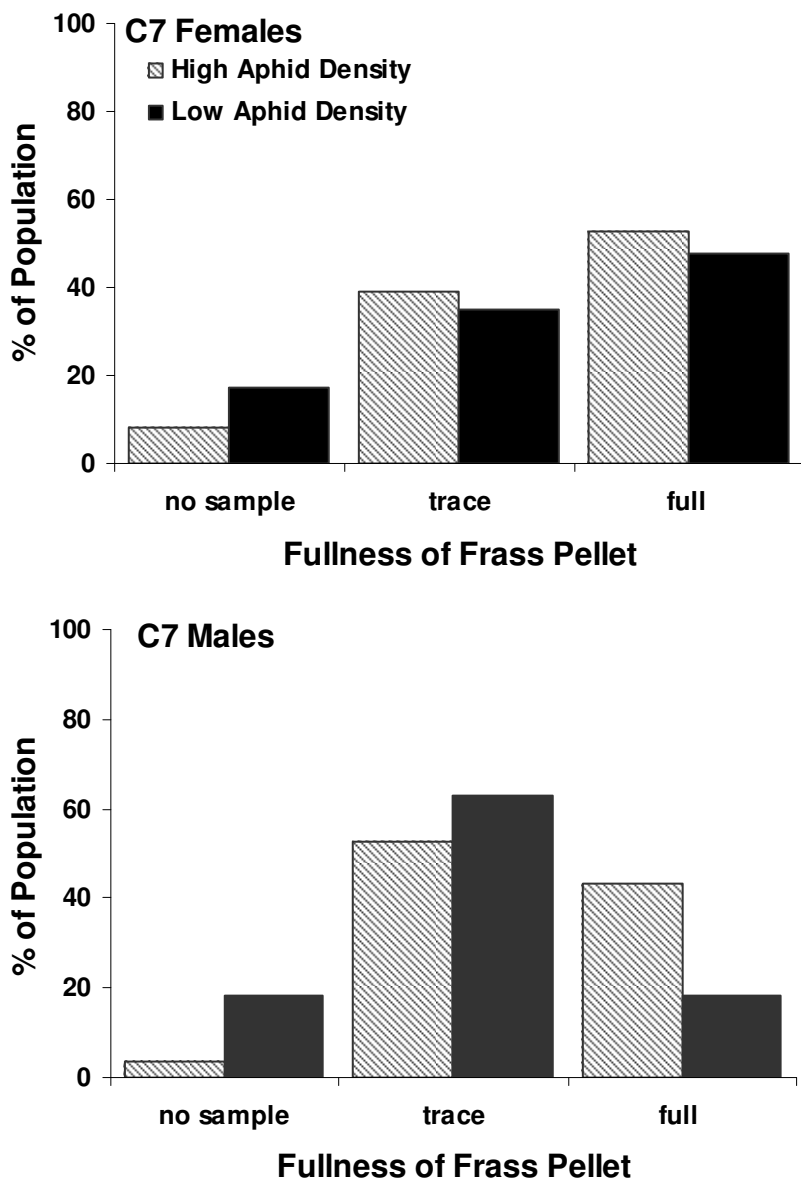 C7 Females
High Aphid Density
Low Aphid Density
% of Population
100
80
60
40
20
0
no sample trace full
Fullness of Frass Pellet
C7 Males
% of Population
100
80
60
40
20
0
no sample trace full
Fullness of Frass Pellet